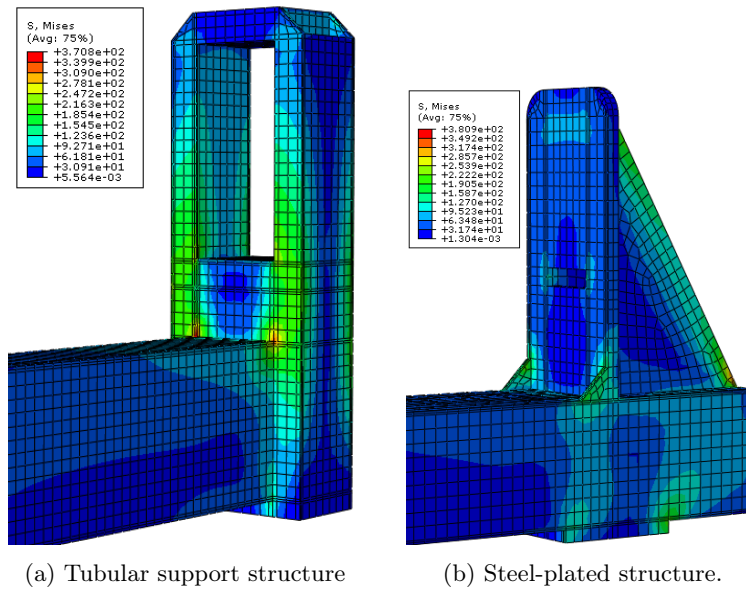 S, Mises
(Avg: 75%)
+3.708e+02
+3.399e+02
+3.090e+02
+2.781e+02
+2.472e+02
+2.163e+02
+1.854e+02
+1.545e+02
+1.236e+02
+9.271e+01
+6.181e+01
+3.091e+01
+5.564e-03
S, Mises
(Avg: 75%)
+3.809e+02
+3.492e+02
+3.174e+02
+2.857e+02
+2.539e+02
+2.222e+02
+1.905e+02
+1.587e+02
+1.270e+02
+9.523e+01
+6.348e+01
+3.174e+01
+1.304e-03
(a) Tubular support structure
(b) Steel-plated structure.